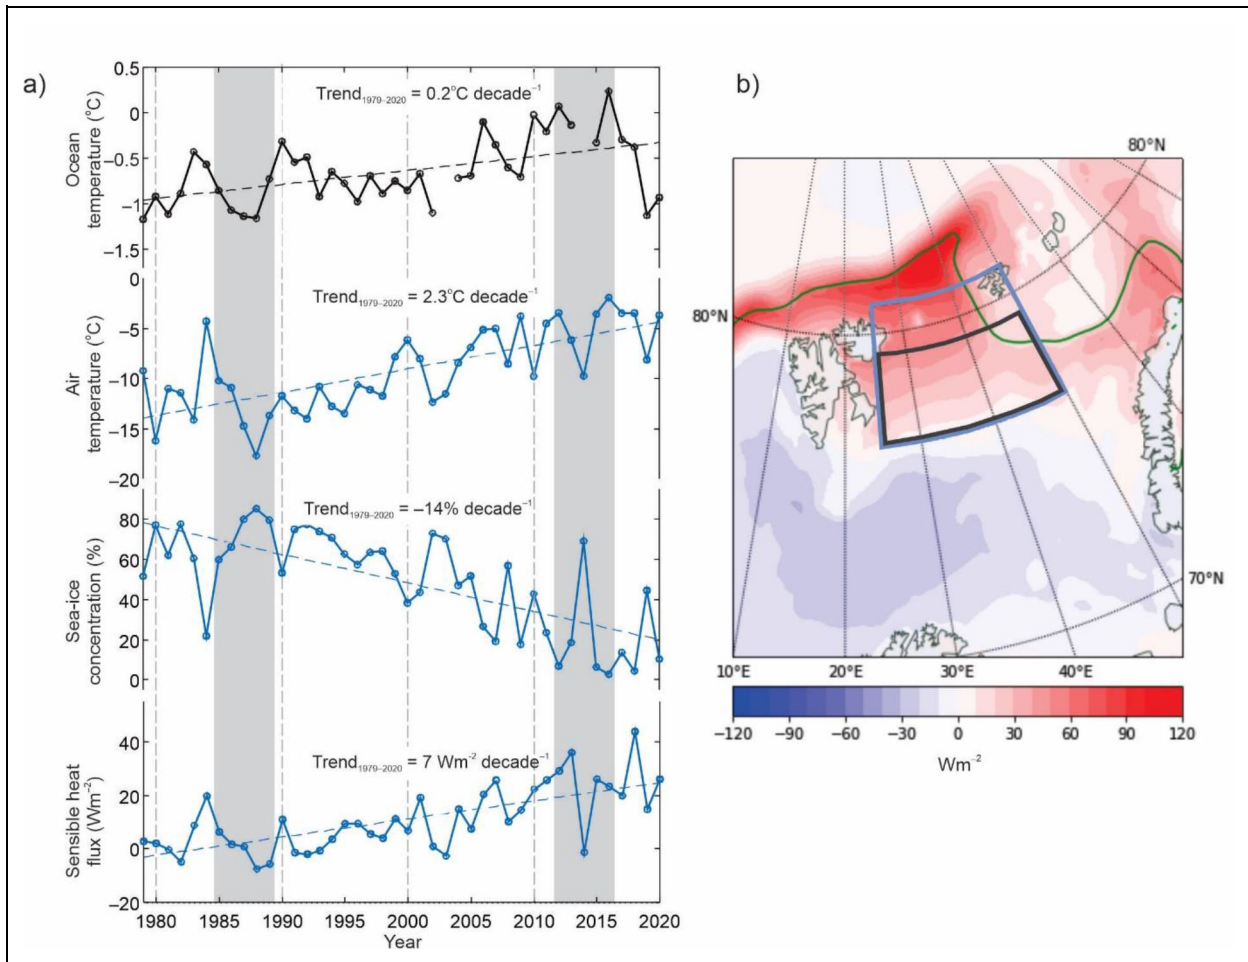 a)
Ocean
temperature (°C)
0.5
0
−0.5
−1
−1.5
Trend1979–2020 = 0.2°C decade−1
Air
temperature (°C)
0
−5
−10
−15
−20
Trend1979–2020 = 2.3°C decade−1
Sea-ice
concentration (%)
80
60
40
20
0
Trend1979–2020 = −14% decade−1
Sensible heat
flux (Wm−2)
40
20
0
−20
Trend1979–2020 = 7 Wm−2 decade−1
1980 1985 1990 1995 2000 2005 2010 2015 2020
Year
b)
80°N
80°N
70°N
10°E 20°E 30°E 40°E
−120 −90 −60 −30 0 30 60 90 120
Wm−2